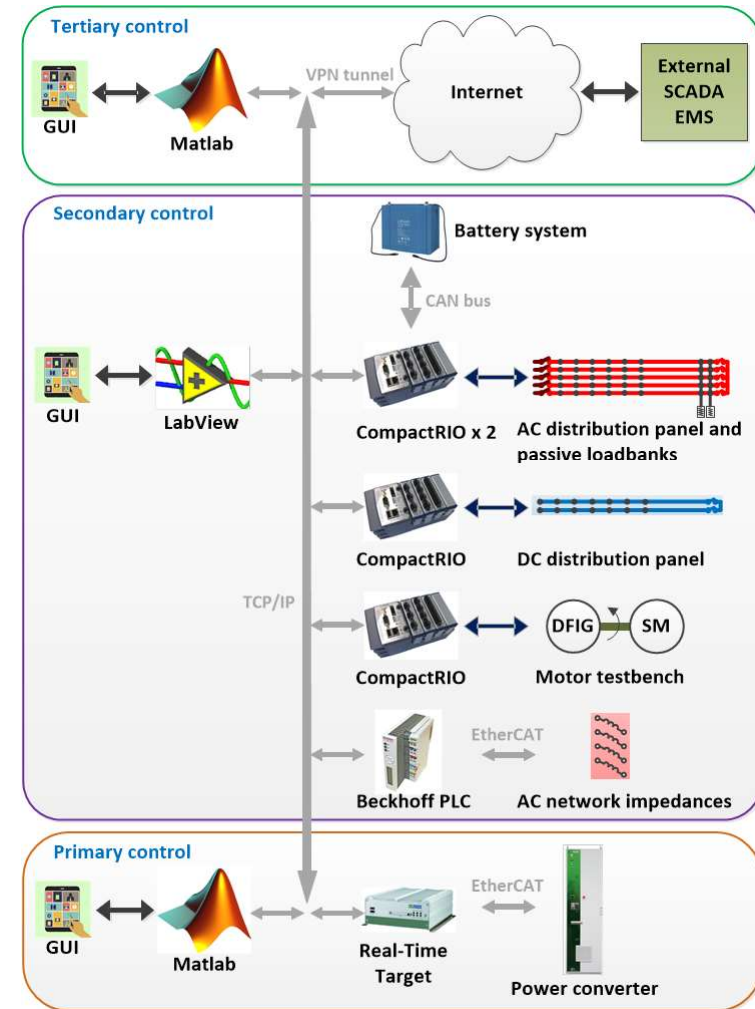 Tertiary control
VPN tunnel
GUI
Matlab
Internet
External
SCADA
EMS
Secondary control
Battery system
CAN bus
GUI
LabView
CompactRIO x 2
AC distribution panel and
passive loadbanks
CompactRIO
DC distribution panel
TCP/IP
DFIG
SM
CompactRIO
Motor testbench
EtherCAT
Beckhoff PLC
AC network impedances
Primary control
GUI
Matlab
EtherCAT
Real-Time
Target
Power converter